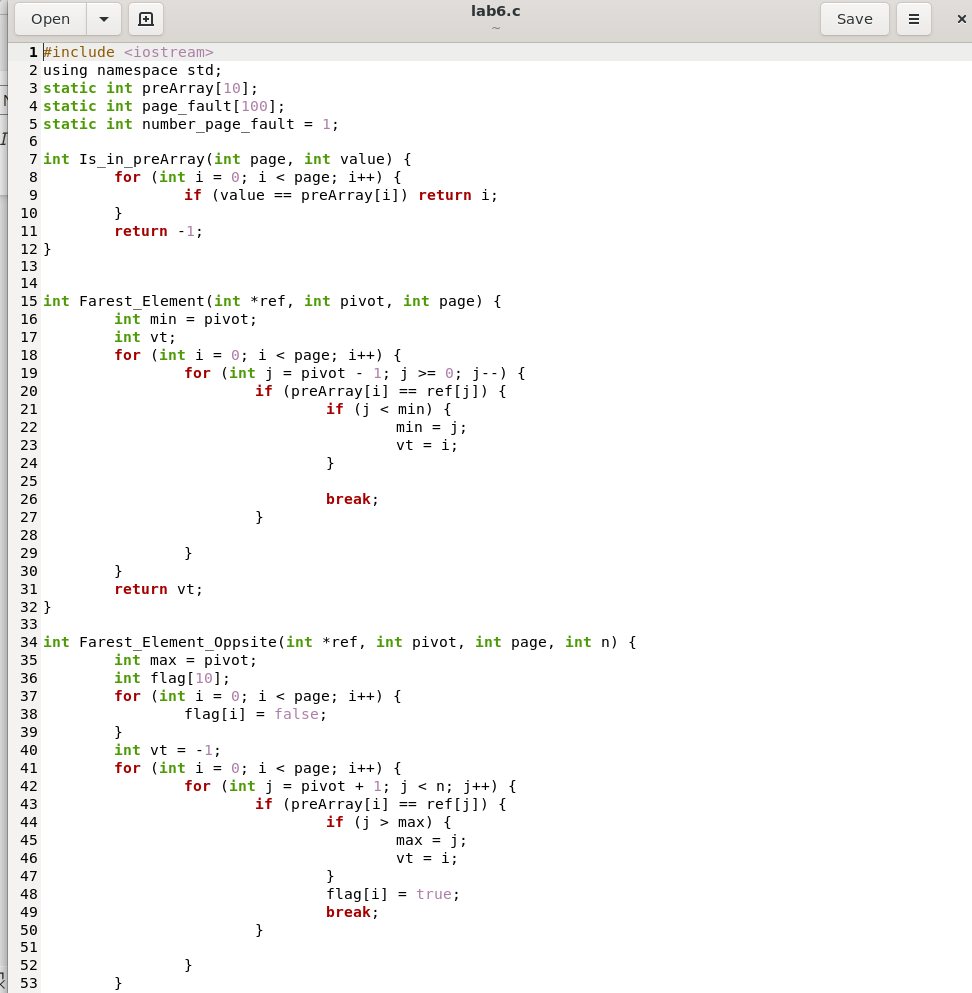 Open
lab6.c
~
Save
1 #include <iostream>
2 using namespace std;
3 static int preArray[10];
4 static int page_fault[100];
5 static int number_page_fault = 1;
6
7 int Is_in_preArray(int page, int value) {
8         for (int i = 0; i < page; i++) {
9                 if (value == preArray[i]) return i;
10         }
11         return -1;
12 }
13
14
15 int Farest_Element(int *ref, int pivot, int page) {
16         int min = pivot;
17         int vt;
18         for (int i = 0; i < page; i++) {
19                 for (int j = pivot - 1; j >= 0; j--) {
20                         if (preArray[i] == ref[j]) {
21                                 if (j < min) {
22                                         min = j;
23                                         vt = i;
24                                 }
25
26                                 break;
27                         }
28
29                 }
30         }
31         return vt;
32 }
33
34 int Farest_Element_Oppsite(int *ref, int pivot, int page, int n) {
35         int max = pivot;
36         int flag[10];
37         for (int i = 0; i < page; i++) {
38                 flag[i] = false;
39         }
40         int vt = -1;
41         for (int i = 0; i < page; i++) {
42                 for (int j = pivot + 1; j < n; j++) {
43                         if (preArray[i] == ref[j]) {
44                                 if (j > max) {
45                                         max = j;
46                                         vt = i;
47                                 }
48                                 flag[i] = true;
49                                 break;
50                         }
51
52                 }
53         }